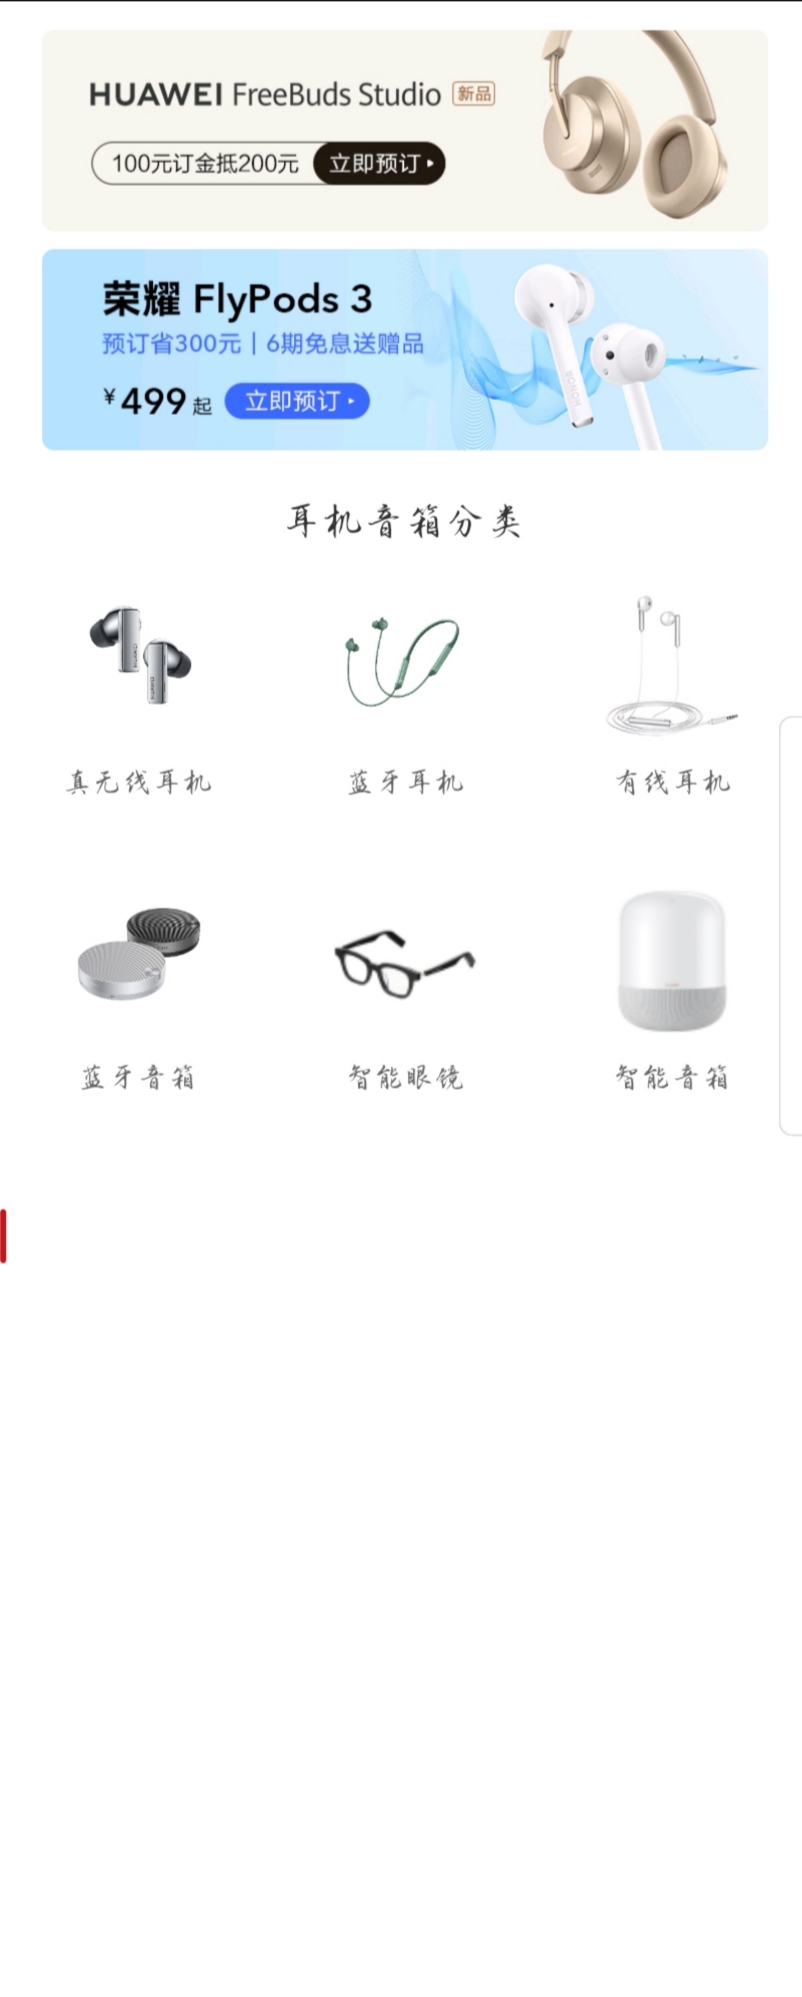 HUAWEI FreeBuds Studio 新品
100元订金抵200元 立即预订
荣耀 FlyPods 3
预订省300元 | 6期免息送赠品
¥499起 立即预订
HONOR
耳机音箱分类
HUAWEI
HUAWEI
真无线耳机 蓝牙耳机 有线耳机
蓝牙音箱 智能眼镜 智能音箱